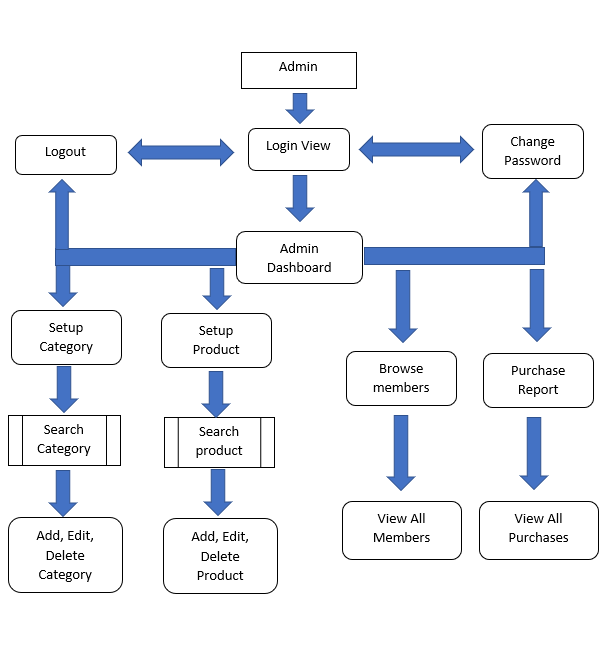 Admin
Logout
Login View
Change
Password
Admin
Dashboard
Setup
Category
Setup
Product
Browse
members
Purchase
Report
Search
Category
Search
product
Add, Edit,
Delete
Category
Add, Edit,
Delete
Product
View All
Members
View All
Purchases